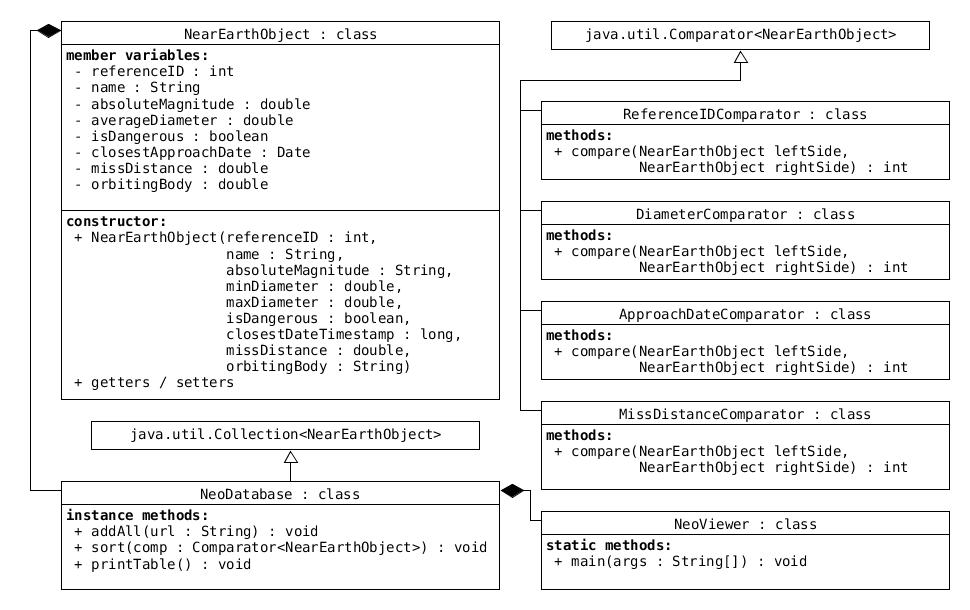 NearEarthObject : class
member variables:
- referenceID : int
- name : String
- absoluteMagnitude : double
- averageDiameter : double
- isDangerous : boolean
- closestApproachDate : Date
- missDistance : double
- orbitingBody : double
constructor:
+ NearEarthObject(referenceID : int,
name : String,
absoluteMagnitude : String,
minDiameter : double,
maxDiameter : double,
isDangerous : boolean,
closestDateTimestamp : long,
missDistance : double,
orbitingBody : String)
+ getters / setters
java.util.Collection<NearEarthObject>
NeoDatabase : class
instance methods:
+ addAll(url : String) : void
+ sort(comp : Comparator<NearEarthObject>) : void
+ printTable() : void
java.util.Comparator<NearEarthObject>
ReferenceIDComparator : class
methods:
+ compare(NearEarthObject leftSide,
NearEarthObject rightSide) : int
DiameterComparator : class
methods:
+ compare(NearEarthObject leftSide,
NearEarthObject rightSide) : int
ApproachDateComparator : class
methods:
+ compare(NearEarthObject leftSide,
NearEarthObject rightSide) : int
MissDistanceComparator : class
methods:
+ compare(NearEarthObject leftSide,
NearEarthObject rightSide) : int
NeoViewer : class
static methods:
+ main(args : String[]) : void